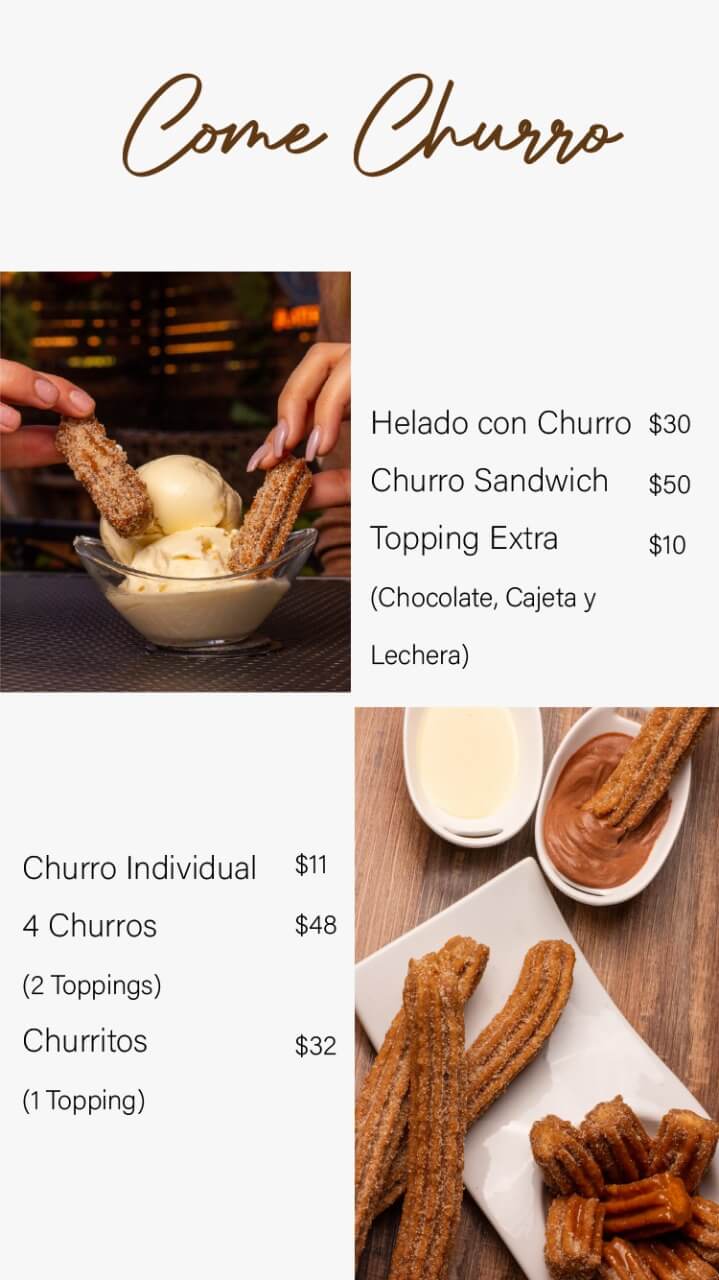 Come Churro
Helado con Churro $30
Churro Sandwich $50
Topping Extra $10
(Chocolate, Cajeta y
Lechera)
Churro Individual $11
4 Churros $48
(2 Toppings)
Churritos $32
(1 Topping)